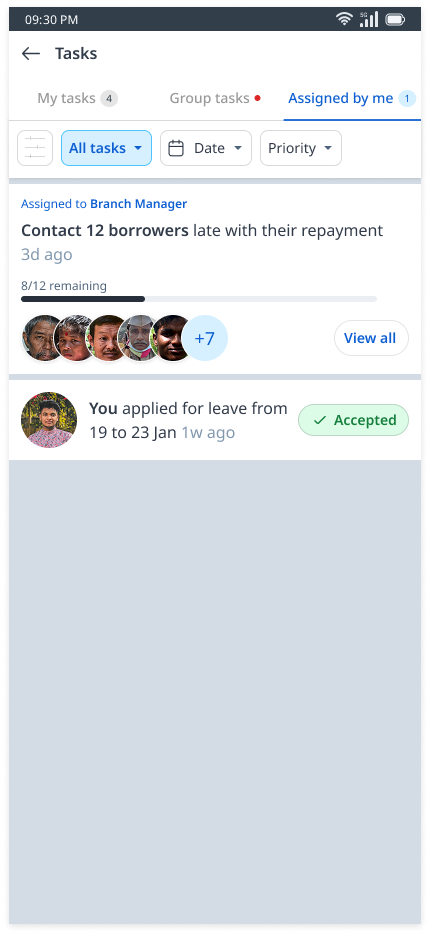 09:30 PM 5G
Tasks
My tasks 4 Group tasks Assigned by me 1
All tasks Date Priority
Assigned to Branch Manager
Contact 12 borrowers late with their repayment
3d ago
8/12 remaining
+7 View all
You applied for leave from
19 to 23 Jan 1w ago
Accepted